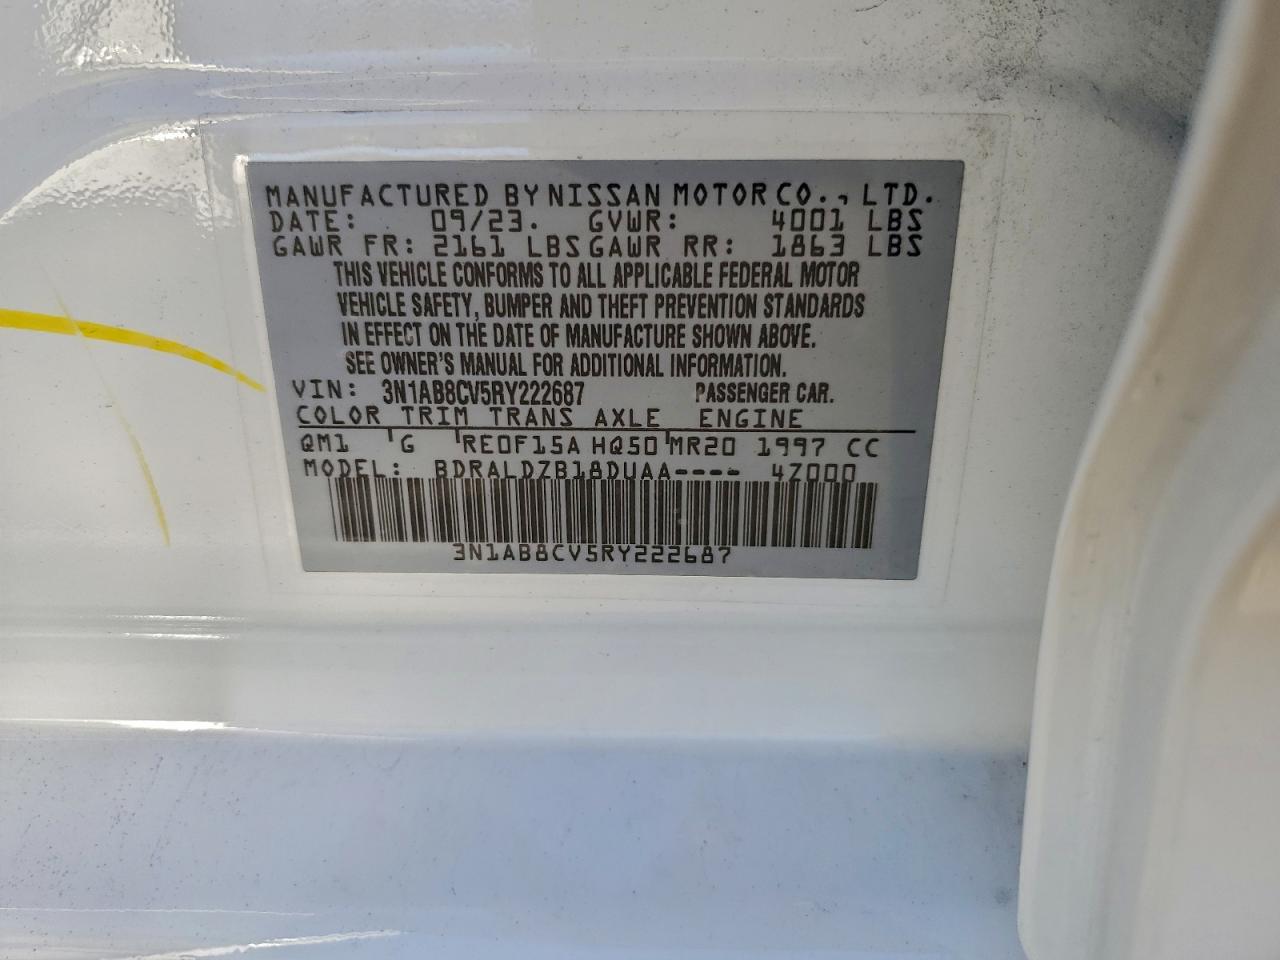 MANUFACTURED BY NISSAN MOTOR CO., LTD.
DATE: 09/23. GVWR: 4001 LBS
GAWR FR: 2161 LBS GAWR RR: 1863 LBS
THIS VEHICLE CONFORMS TO ALL APPLICABLE FEDERAL MOTOR
VEHICLE SAFETY, BUMPER AND THEFT PREVENTION STANDARDS
IN EFFECT ON THE DATE OF MANUFACTURE SHOWN ABOVE.
SEE OWNER'S MANUAL FOR ADDITIONAL INFORMATION.
VIN: 3N1AB8CV5RY222687 PASSENGER CAR.
COLOR TRIM TRANS AXLE ENGINE
QM1 G RE0F15A HQ50 MR20 1997 CC
MODEL: BDRALDZB18DUAA---- 4Z000
3N1AB8CV5RY222687